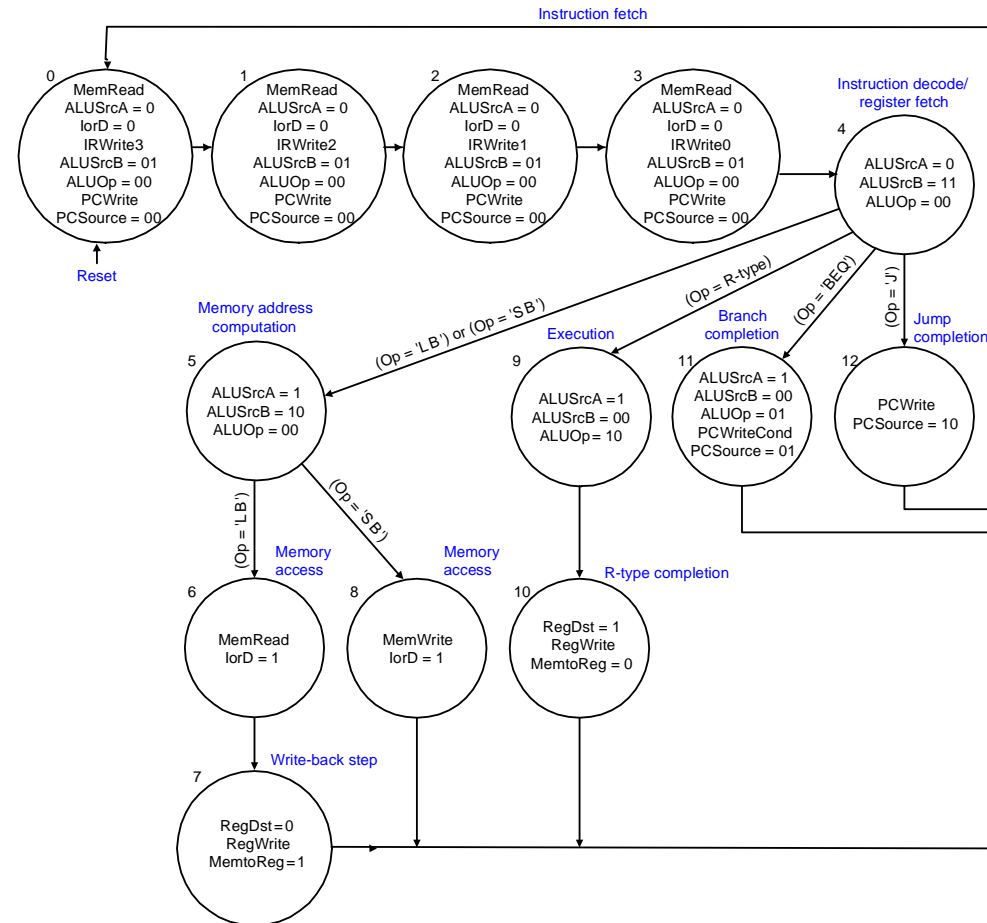 Instruction fetch
0
MemRead
ALUSrcA = 0
IorD = 0
IRWrite3
ALUSrcB = 01
ALUOp = 00
PCWrite
PCSource = 00
1
MemRead
ALUSrcA = 0
IorD = 0
IRWrite2
ALUSrcB = 01
ALUOp = 00
PCWrite
PCSource = 00
2
MemRead
ALUSrcA = 0
IorD = 0
IRWrite1
ALUSrcB = 01
ALUOp = 00
PCWrite
PCSource = 00
3
MemRead
ALUSrcA = 0
IorD = 0
IRWrite0
ALUSrcB = 01
ALUOp = 00
PCWrite
PCSource = 00
Instruction decode/
register fetch
4
ALUSrcA = 0
ALUSrcB = 11
ALUOp = 00
Reset
(Op = 'LB') or (Op = 'SB')
(Op = R-type)
(Op = 'BEQ')
(Op = 'J')
Memory address
computation
5
ALUSrcA = 1
ALUSrcB = 10
ALUOp = 00
Execution
9
ALUSrcA = 1
ALUSrcB = 00
ALUOp = 10
Branch
completion
11
ALUSrcA = 1
ALUSrcB = 00
ALUOp = 01
PCWriteCond
PCSource = 01
Jump
completion
12
PCWrite
PCSource = 10
(Op = 'LB')
(Op = 'SB')
Memory
access
6
MemRead
IorD = 1
Memory
access
8
MemWrite
IorD = 1
R-type completion
10
RegDst = 1
RegWrite
MemtoReg = 0
Write-back step
7
RegDst = 0
RegWrite
MemtoReg = 1